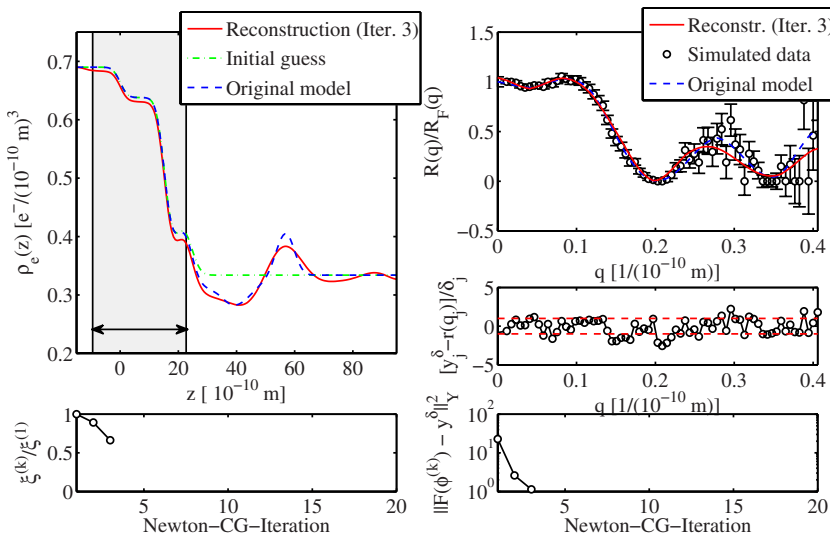 Reconstruction (Iter. 3)
Initial guess
Original model
0.7
0.6
0.5
0.4
0.3
0.2
ρe(z) [e−/(10−10 m)3
0
20
40
60
80
z [ 10−10 m]
Reconstr. (Iter. 3)
Simulated data
Original model
1.5
1
0.5
0
−0.5
R(q)/RF(q)
0
0.1
0.2
0.3
0.4
q [1/(10−10 m)]
5
0
−5
[yjδ−r(qj)]/δj
0
0.1
0.2
0.3
0.4
q [1/(10−10 m)]
1
0.5
0
ξ(k)/ξ(1)
5
10
15
20
Newton−CG−Iteration
102
101
100
||F(ϕ(k)) − yδ||Y2
5
10
15
20
Newton−CG−Iteration